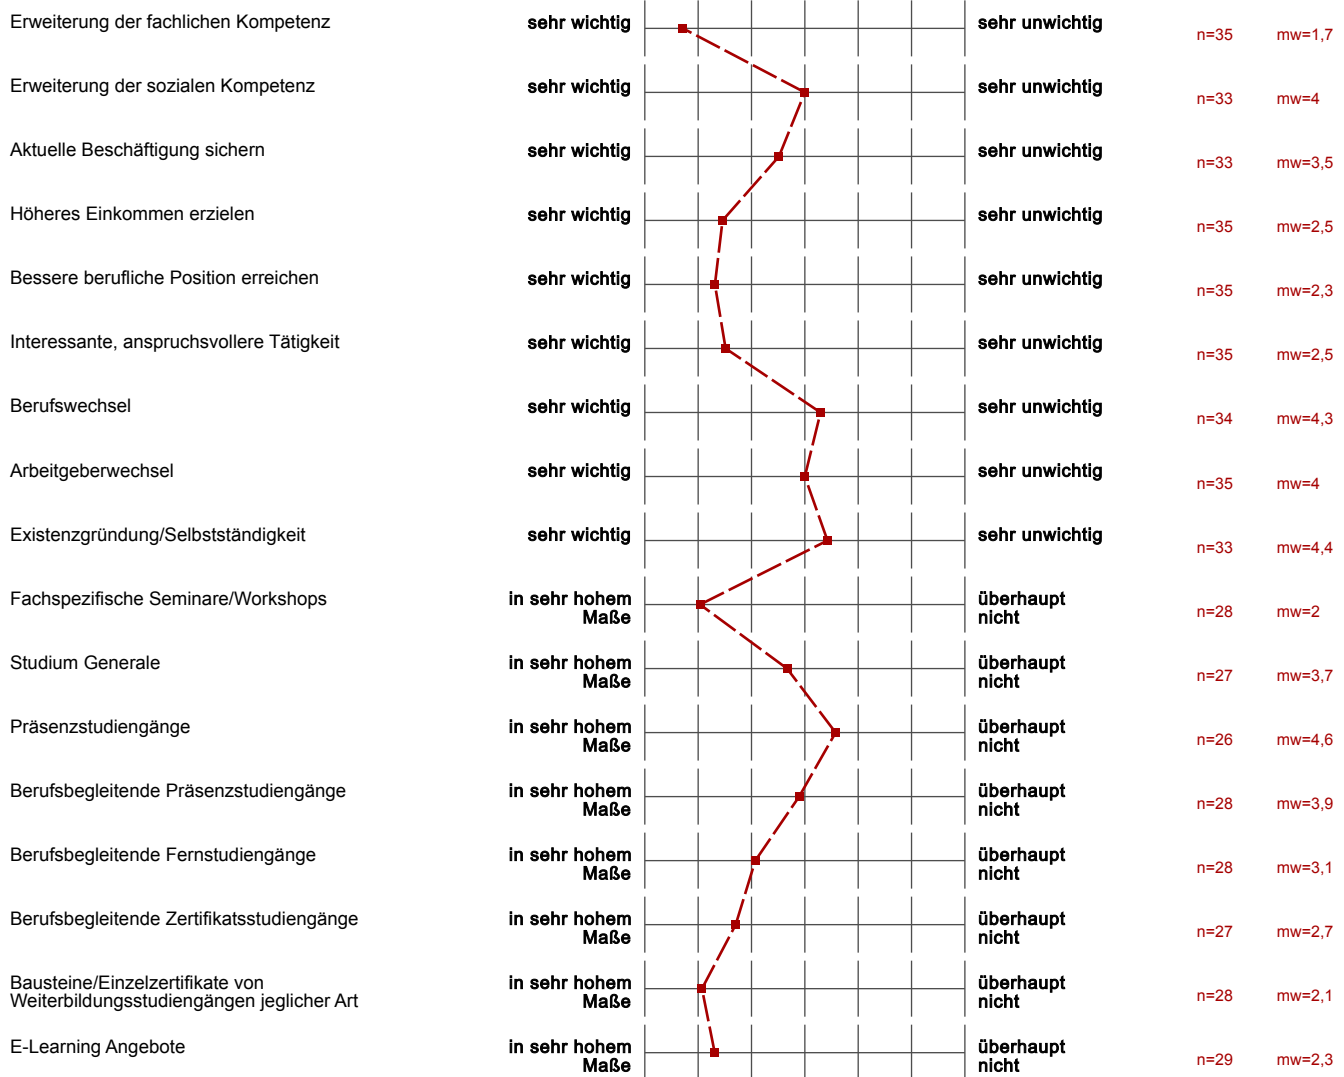 Erweiterung der fachlichen Kompetenz sehr wichtig sehr unwichtig n=35 mw=1,7
Erweiterung der sozialen Kompetenz sehr wichtig sehr unwichtig n=33 mw=4
Aktuelle Beschäftigung sichern sehr wichtig sehr unwichtig n=33 mw=3,5
Höheres Einkommen erzielen sehr wichtig sehr unwichtig n=35 mw=2,5
Bessere berufliche Position erreichen sehr wichtig sehr unwichtig n=35 mw=2,3
Interessante, anspruchsvollere Tätigkeit sehr wichtig sehr unwichtig n=35 mw=2,5
Berufswechsel sehr wichtig sehr unwichtig n=34 mw=4,3
Arbeitgeberwechsel sehr wichtig sehr unwichtig n=35 mw=4
Existenzgründung/Selbstständigkeit sehr wichtig sehr unwichtig n=33 mw=4,4
Fachspezifische Seminare/Workshops in sehr hohem überhaupt
Maße nicht n=28 mw=2
Studium Generale in sehr hohem überhaupt
Maße nicht n=27 mw=3,7
Präsenzstudiengänge in sehr hohem überhaupt
Maße nicht n=26 mw=4,6
Berufsbegleitende Präsenzstudiengänge in sehr hohem überhaupt
Maße nicht n=28 mw=3,9
Berufsbegleitende Fernstudiengänge in sehr hohem überhaupt
Maße nicht n=28 mw=3,1
Berufsbegleitende Zertifikatsstudiengänge in sehr hohem überhaupt
Maße nicht n=27 mw=2,7
Bausteine/Einzelzertifikate von in sehr hohem überhaupt
Weiterbildungsstudiengängen jeglicher Art Maße nicht n=28 mw=2,1
E-Learning Angebote in sehr hohem überhaupt
Maße nicht n=29 mw=2,3